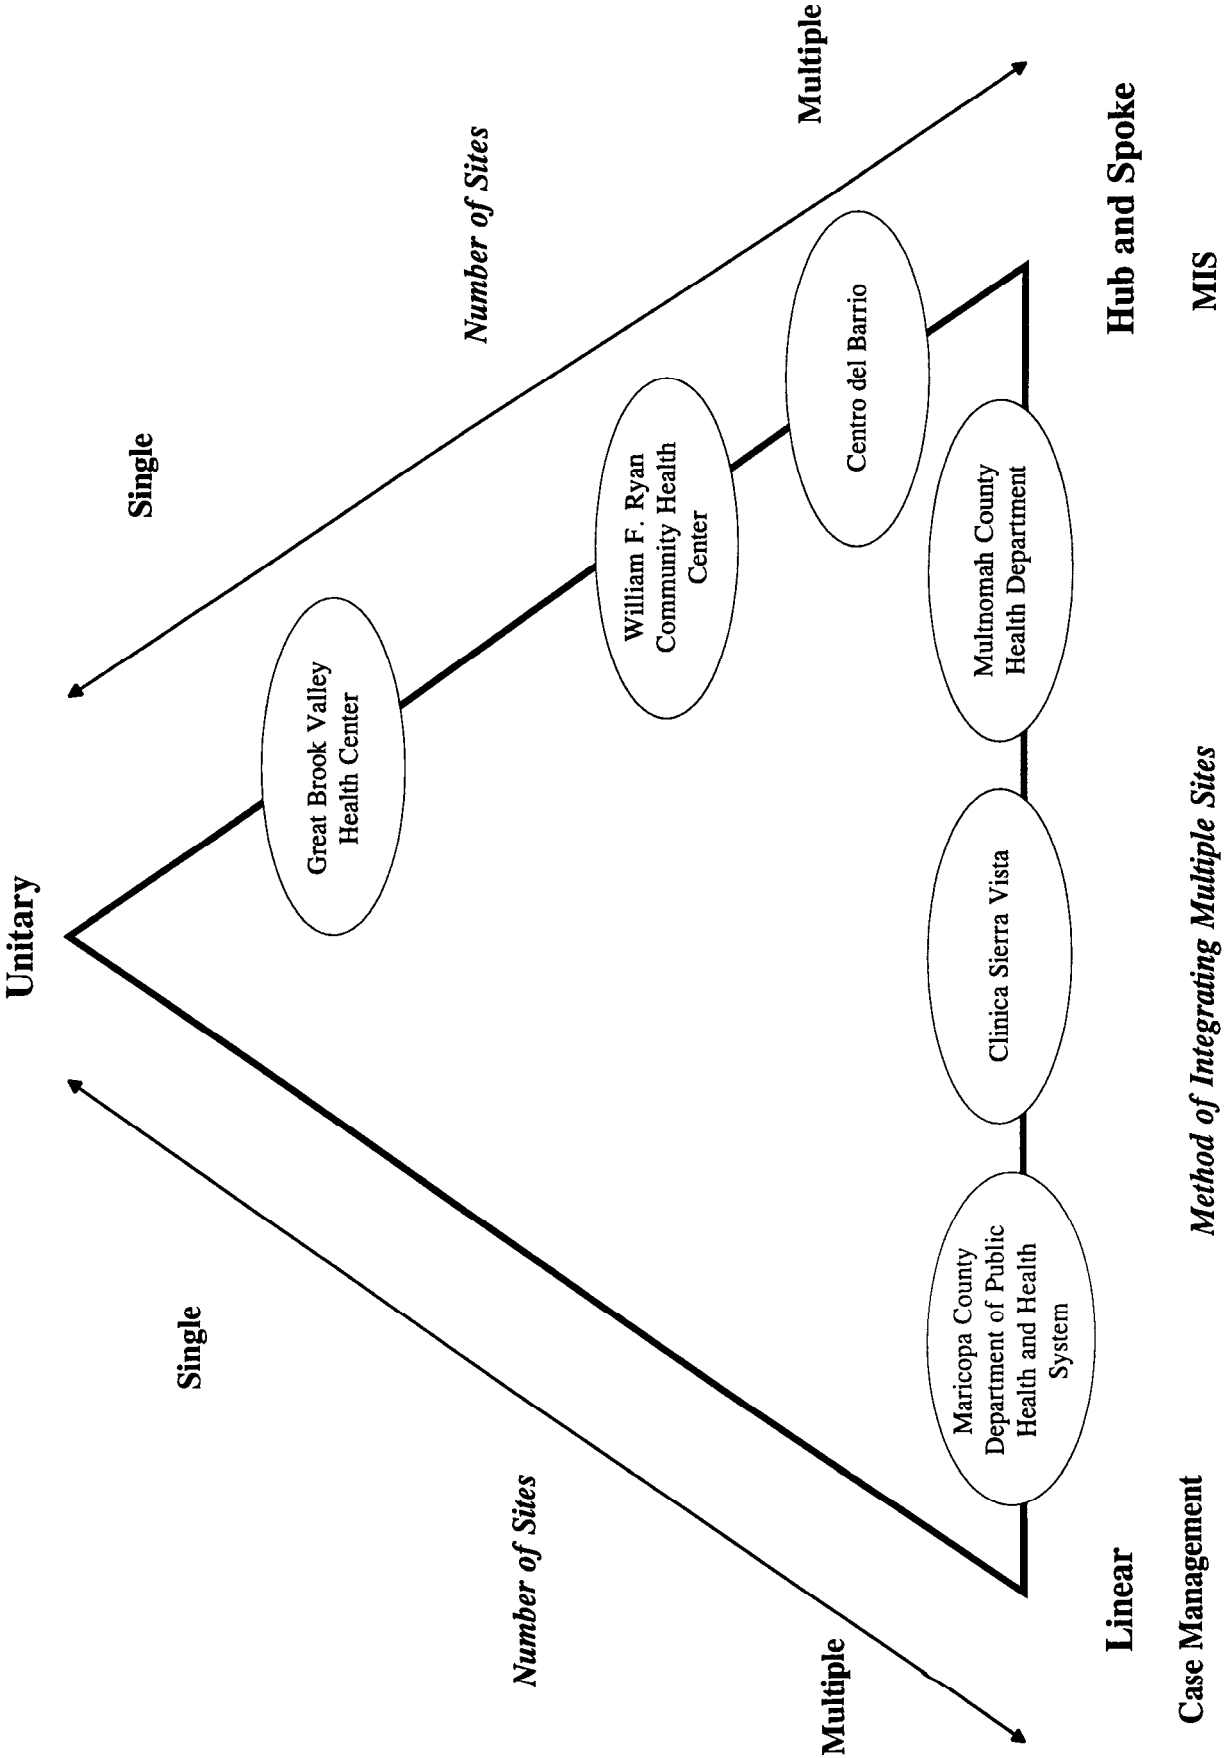 Unitary
Single
Single
Great Brook Valley
Health Center
Number of Sites
Number of Sites
William F. Ryan
Community Health
Center
Multiple
Multiple
Centro del Barrio
Maricopa County
Department of Public
Health and Health
System
Clinica Sierra Vista
Multnomah County
Health Department
Linear
Hub and Spoke
Case Management
Method of Integrating Multiple Sites
MIS